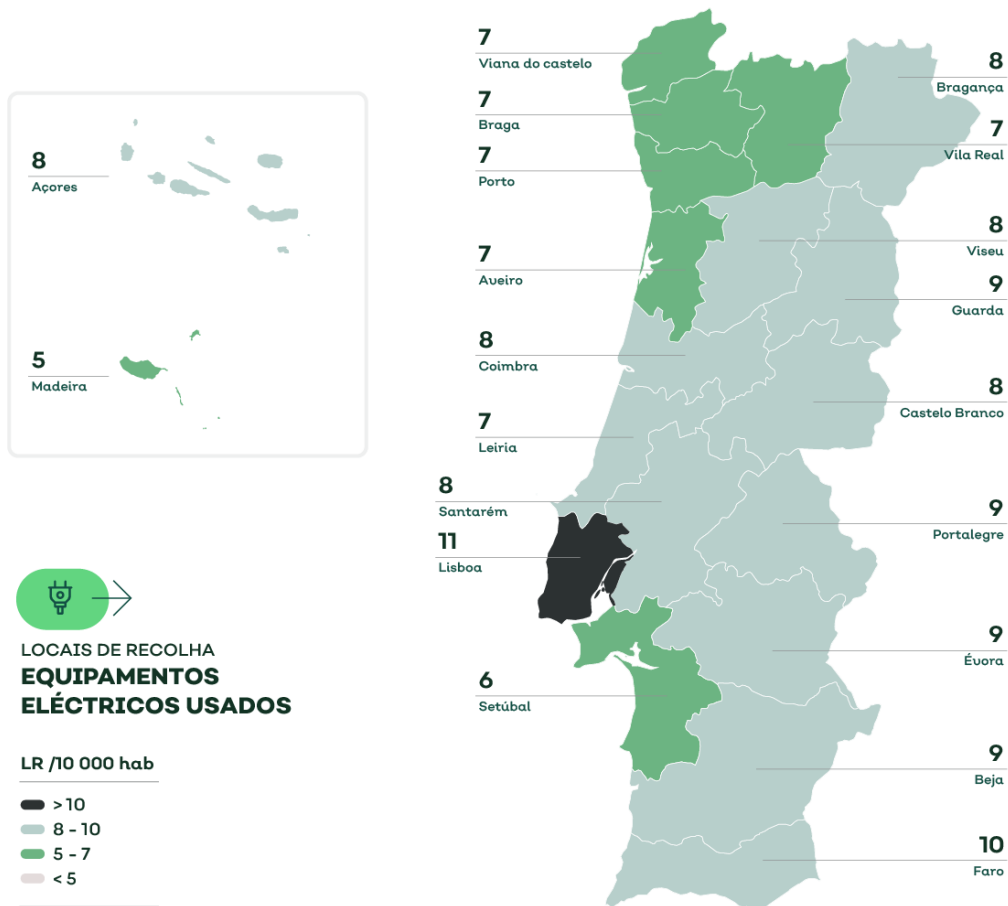 7
Viana do castelo
7
Braga
7
Porto
7
Aveiro
8
Coimbra
7
Leiria
8
Santarém
11
Lisboa
6
Setúbal
8
Bragança
7
Vila Real
8
Viseu
9
Guarda
8
Castelo Branco
9
Portalegre
9
Évora
9
Beja
10
Faro
8
Açores
5
Madeira
LOCAIS DE RECOLHA
EQUIPAMENTOS
ELÉCTRICOS USADOS
LR /10 000 hab
> 10
8 - 10
5 - 7
< 5